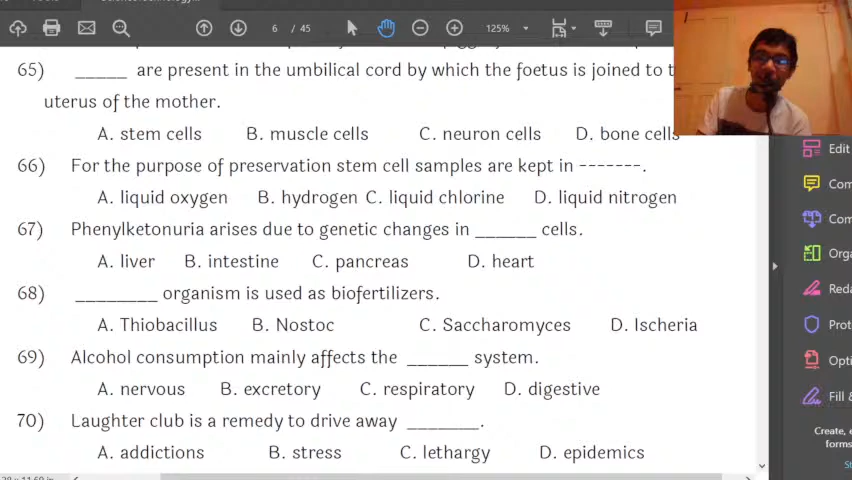 6 / 45
125%
65) _____ are present in the umbilical cord by which the foetus is joined to t
uterus of the mother.
A. stem cells B. muscle cells C. neuron cells D. bone cells
66) For the purpose of preservation stem cell samples are kept in -------.
A. liquid oxygen B. hydrogen C. liquid chlorine D. liquid nitrogen
67) Phenylketonuria arises due to genetic changes in ______ cells.
A. liver B. intestine C. pancreas D. heart
68) ________ organism is used as biofertilizers.
A. Thiobacillus B. Nostoc C. Saccharomyces D. Ischeria
69) Alcohol consumption mainly affects the ______ system.
A. nervous B. excretory C. respiratory D. digestive
70) Laughter club is a remedy to drive away _______.
A. addictions B. stress C. lethargy D. epidemics
Edit
Com
Com
Orga
Reda
Prot
Opti
Fill &
Create, e
forms